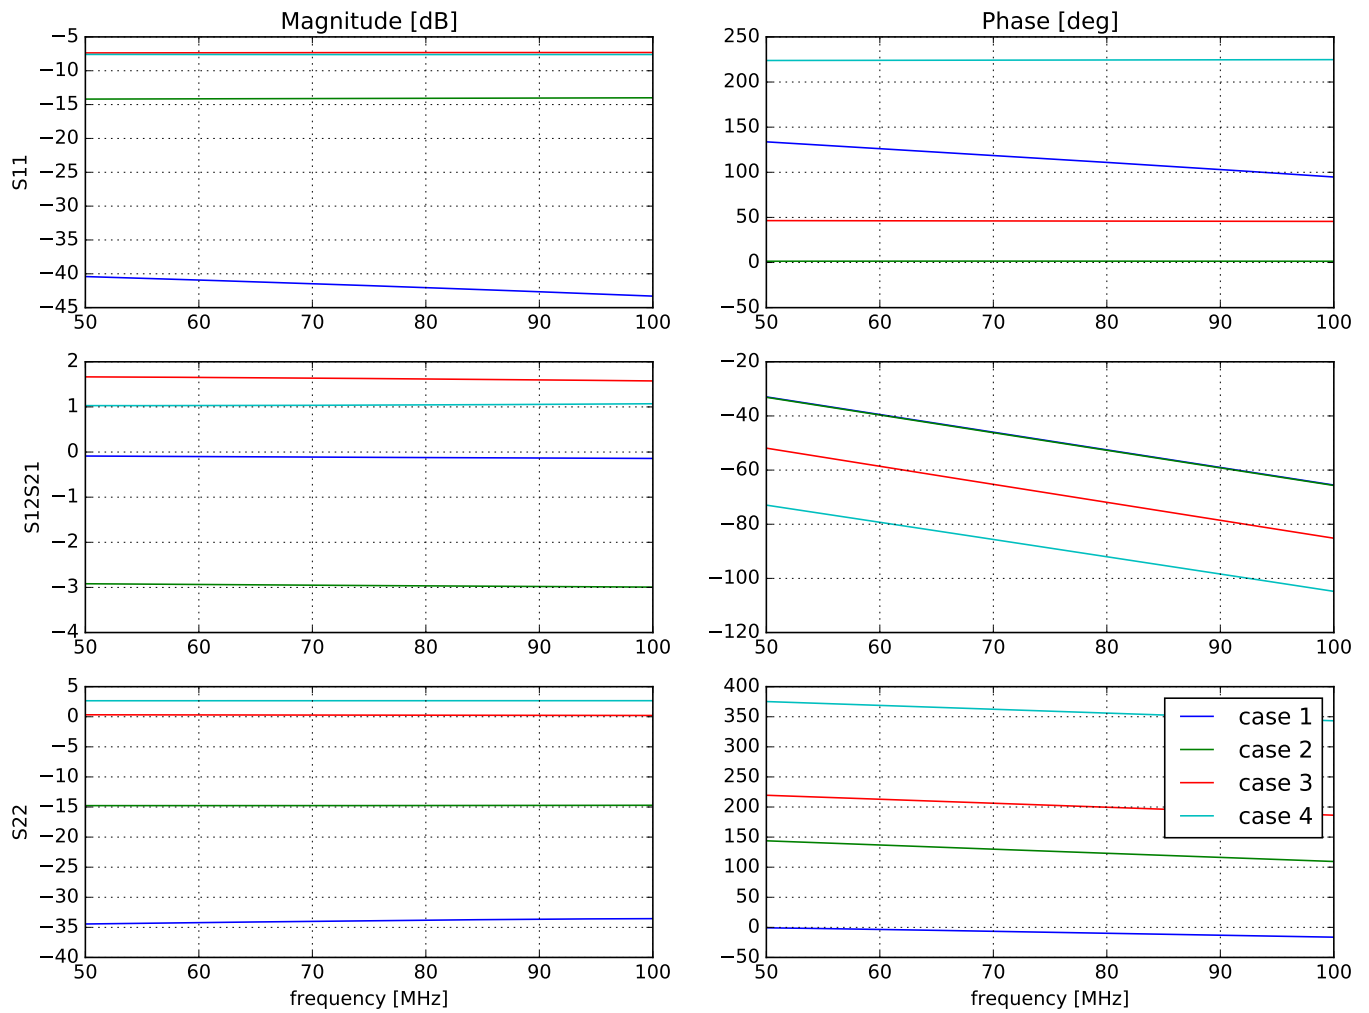 Magnitude [dB]
Phase [deg]
S11
−5
−10
−15
−20
−25
−30
−35
−40
−45
50 60 70 80 90 100
250
200
150
100
50
0
−50
50 60 70 80 90 100
S12S21
2
1
0
−1
−2
−3
−4
50 60 70 80 90 100
−20
−40
−60
−80
−100
−120
50 60 70 80 90 100
S22
5
0
−5
−10
−15
−20
−25
−30
−35
−40
50 60 70 80 90 100
frequency [MHz]
400
350
300
250
200
150
100
50
0
−50
50 60 70 80 90 100
frequency [MHz]
case 1
case 2
case 3
case 4